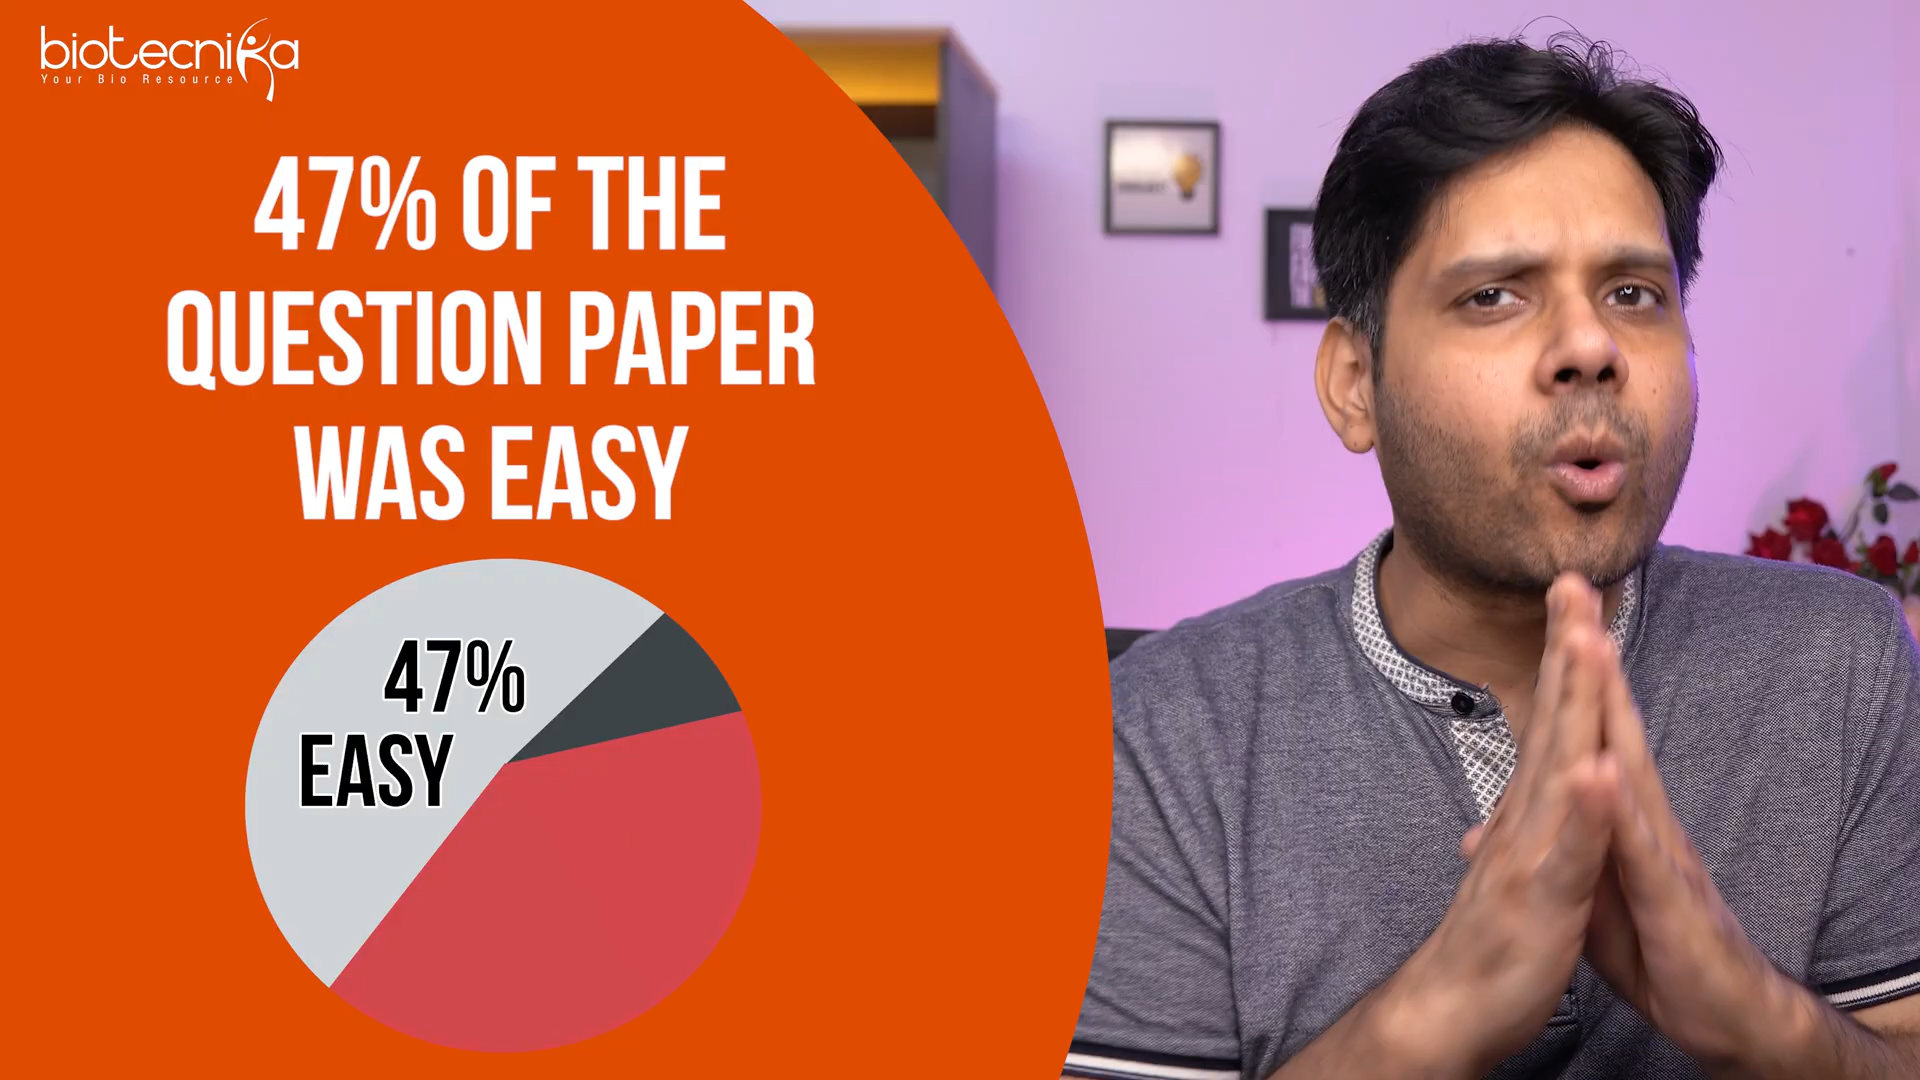 biotecnika
Your Bio Resource
47% OF THE
QUESTION PAPER
WAS EASY
47%
EASY